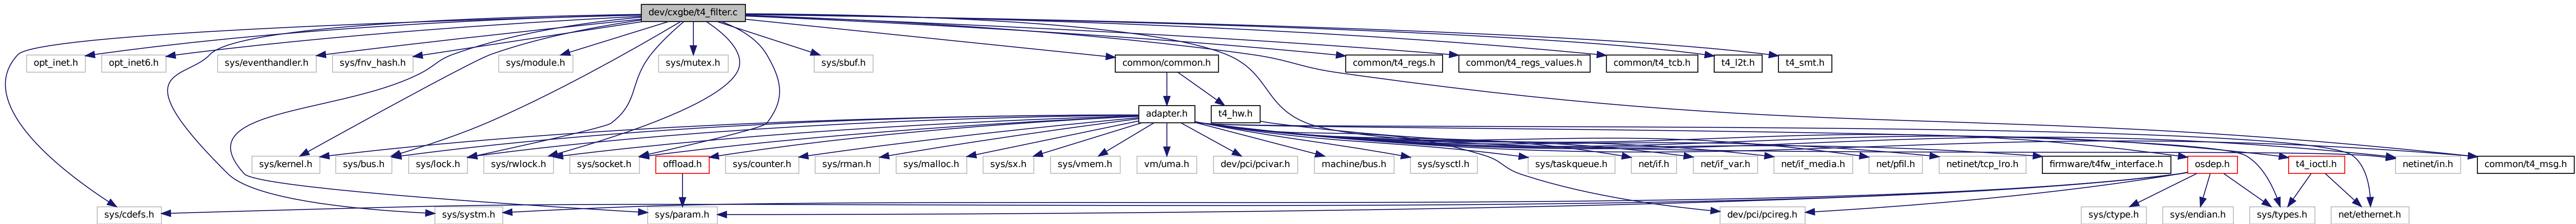 dev/cxgbe/t4_filter.c
opt_inet.h
opt_inet6.h
sys/eventhandler.h
sys/fnv_hash.h
sys/module.h
sys/mutex.h
sys/sbuf.h
common/common.h
common/t4_regs.h
common/t4_regs_values.h
common/t4_tcb.h
t4_l2t.h
t4_smt.h
adapter.h
t4_hw.h
sys/kernel.h
sys/bus.h
sys/lock.h
sys/rwlock.h
sys/socket.h
offload.h
sys/counter.h
sys/rman.h
sys/malloc.h
sys/sx.h
sys/vmem.h
vm/uma.h
dev/pci/pcivar.h
machine/bus.h
sys/sysctl.h
sys/taskqueue.h
net/if.h
net/if_var.h
net/if_media.h
net/pfil.h
netinet/tcp_lro.h
firmware/t4fw_interface.h
osdep.h
t4_ioctl.h
netinet/in.h
common/t4_msg.h
sys/cdefs.h
sys/systm.h
sys/param.h
dev/pci/pcireg.h
sys/ctype.h
sys/endian.h
sys/types.h
net/ethernet.h